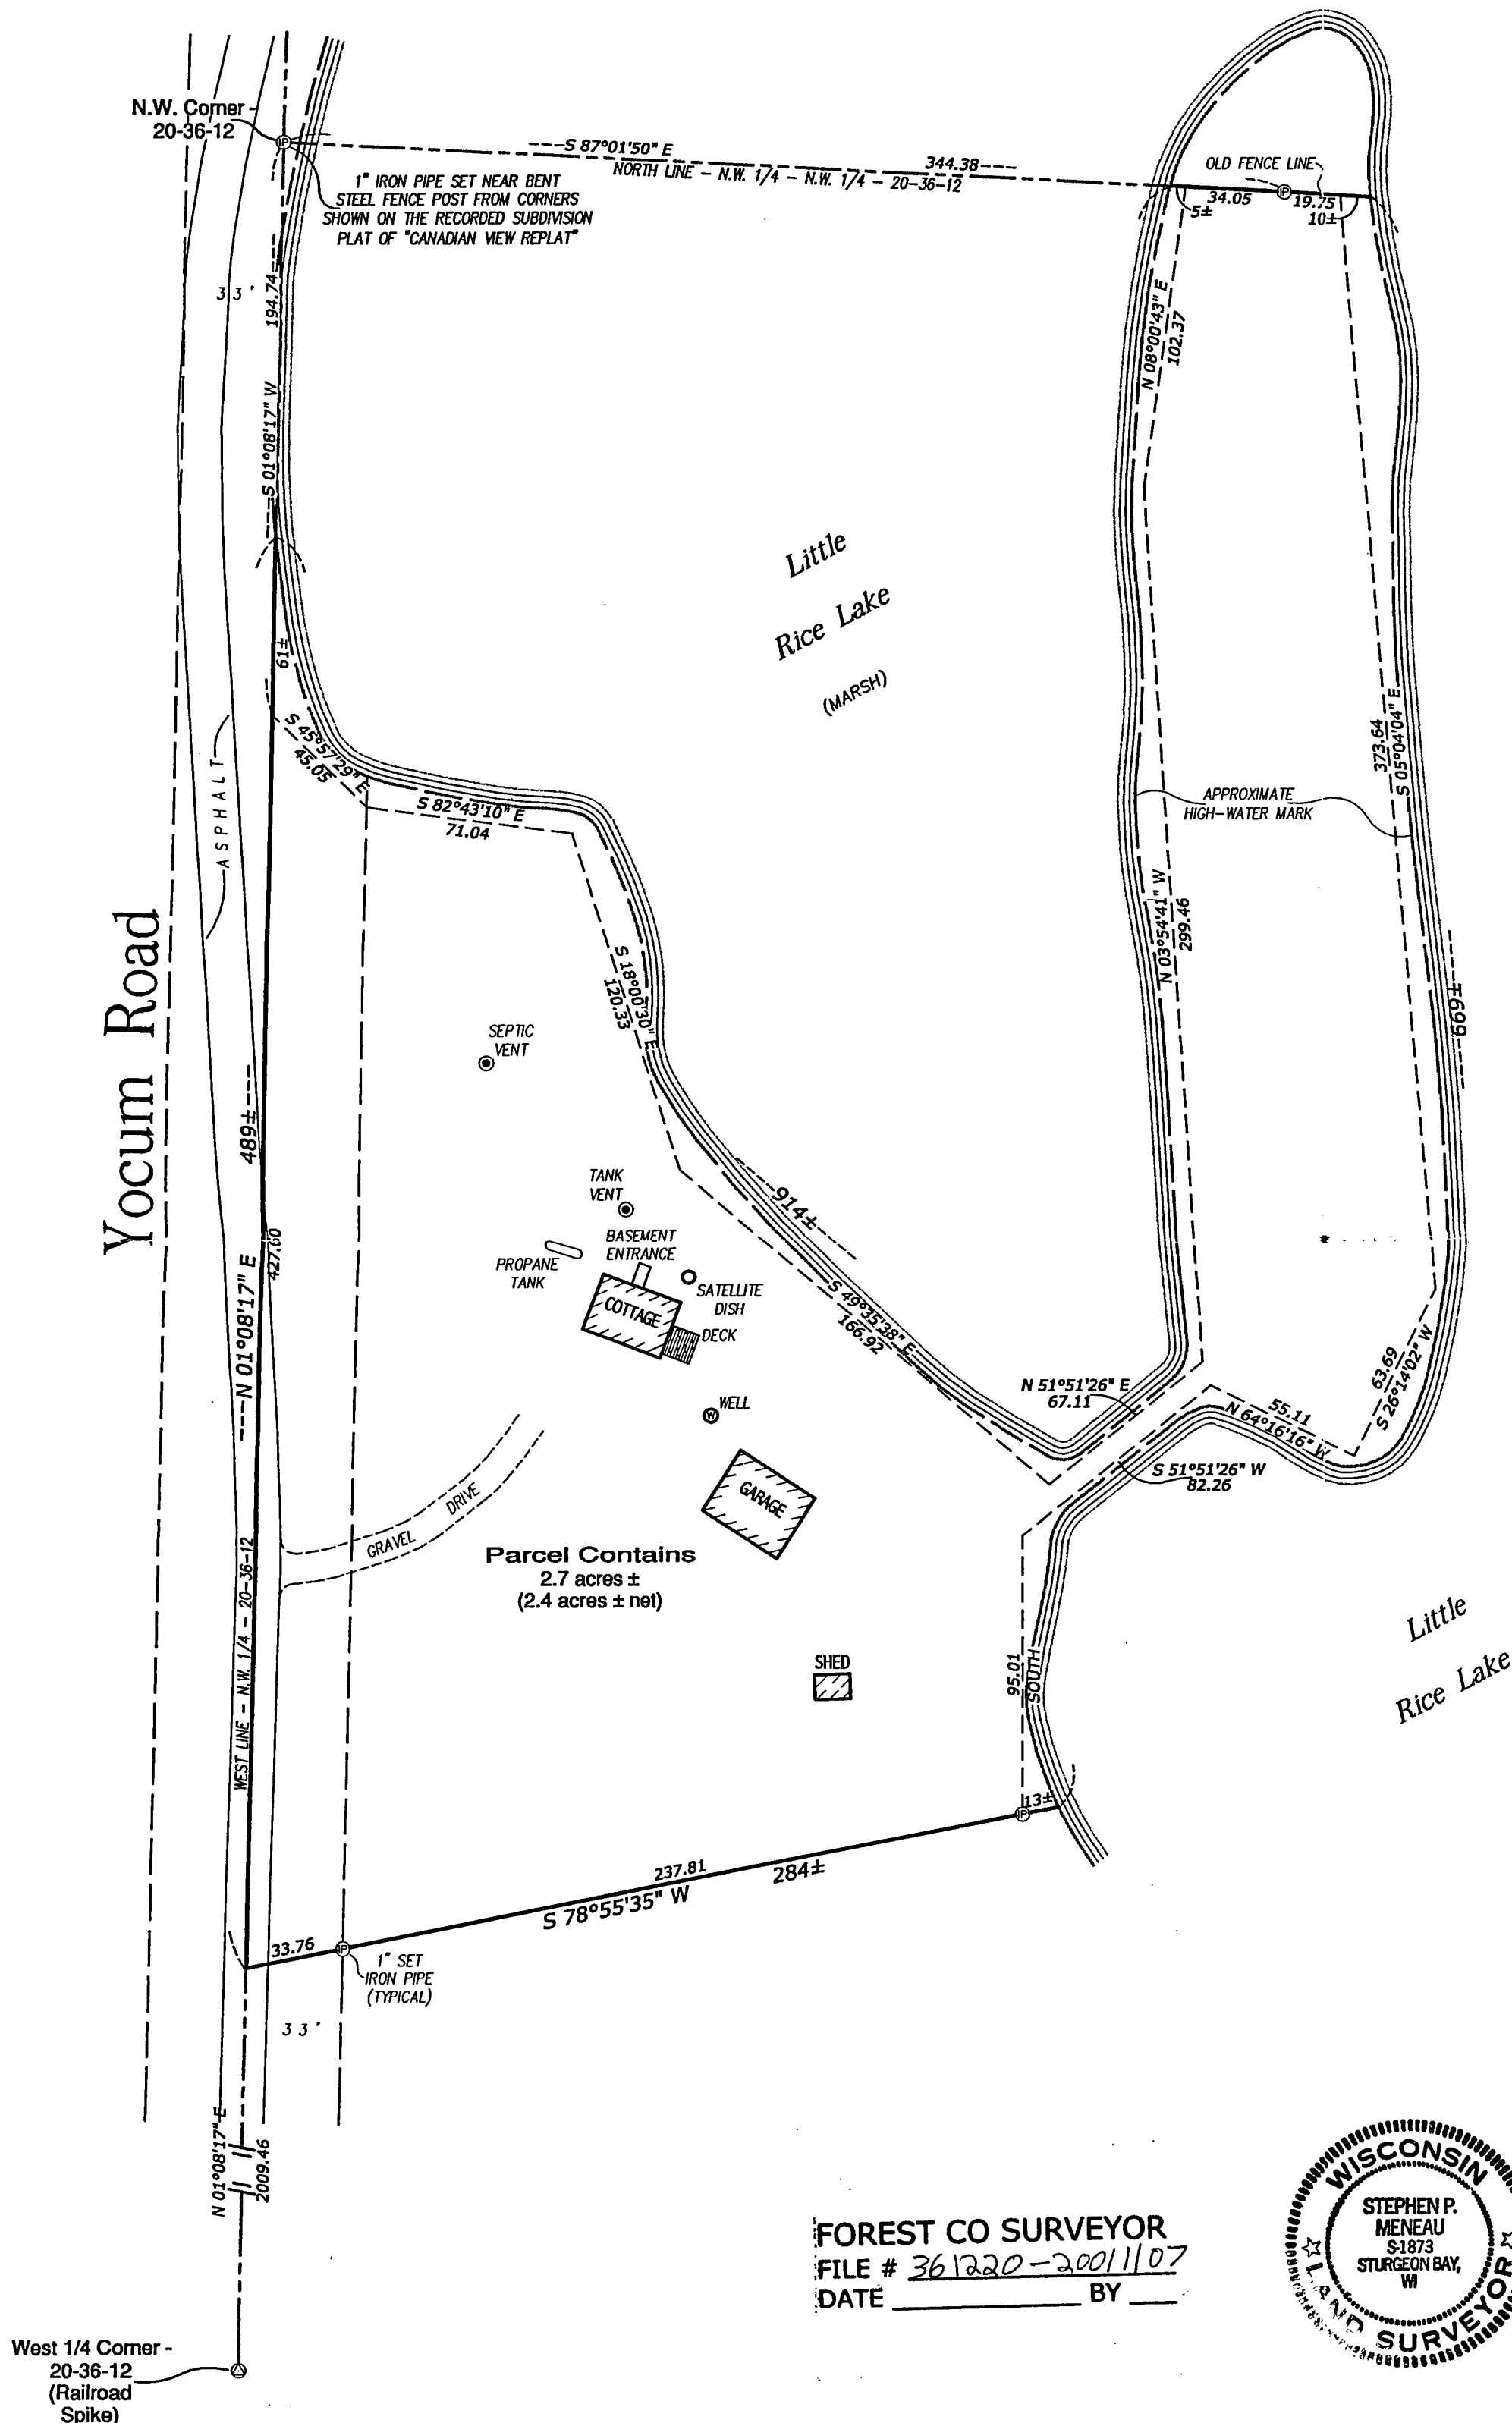 N.W. Corner -
20-36-12
---S 87°01'50" E
344.38---
NORTH LINE - N.W. 1/4 - N.W. 1/4 - 20-36-12
OLD FENCE LINE
1" IRON PIPE SET NEAR BENT
STEEL FENCE POST FROM CORNERS
SHOWN ON THE RECORDED SUBDIVISION
PLAT OF "CANADIAN VIEW REPLAT"
IP
IP
5±
34.05
19.75
10±
33'
194.74---
---S 01°08'17" W
N 08°00'43" E
102.37
Little
Rice Lake
(MARSH)
61±
S 45°57'29" E
45.05
S 82°43'10" E
71.04
ASPHALT
373.64
S 05°04'04" E
APPROXIMATE
HIGH-WATER MARK
Yocum Road
S 18°00'30" E
120.33
N 03°54'41" W
299.46
699±
SEPTIC
VENT
489±----
---N 01°08'17" E
427.60
TANK
VENT
914±
BASEMENT
ENTRANCE
PROPANE
TANK
COTTAGE
SATELLITE
DISH
DECK
S 49°35'38" E
166.92
N 51°51'26" E
67.11
63.69
S 26°14'02" W
55.11
N 64°16'16" W
WELL
W
S 51°51'26" W
82.26
GARAGE
GRAVEL DRIVE
Parcel Contains
2.7 acres ±
(2.4 acres ± net)
WEST LINE - N.W. 1/4 - 20-36-12
SHED
95.01
SOUTH
Little
Rice Lake
IP
13±
237.81
284±
S 78°55'35" W
33.76
IP
1" SET
IRON PIPE
(TYPICAL)
33'
N 01°08'17" E
2009.46
FOREST CO SURVEYOR
FILE # 361220-20011107
DATE BY
WISCONSIN
STEPHEN P.
MENEAU
S-1873
STURGEON BAY,
WI
LAND SURVEYOR
West 1/4 Corner -
20-36-12
(Railroad
Spike)